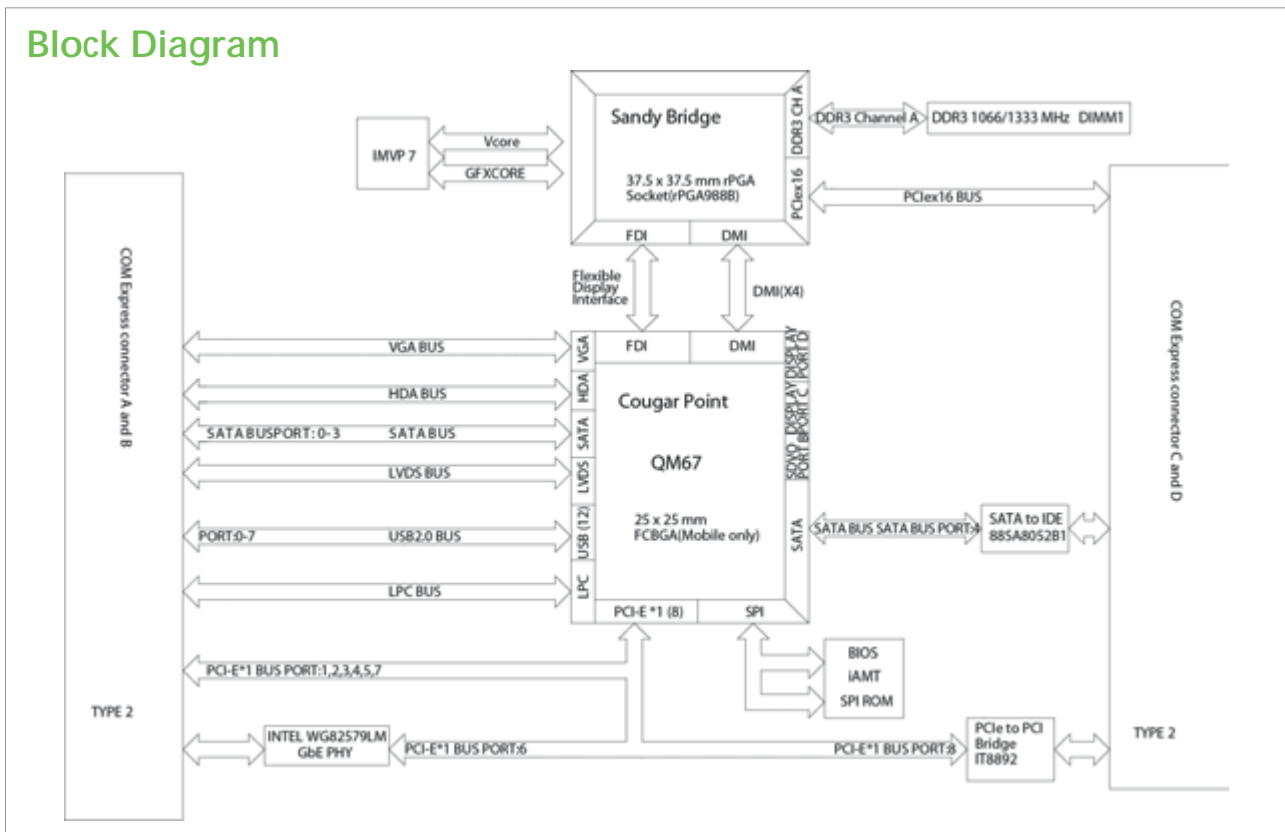 Block Diagram
Sandy Bridge
37.5 x 37.5 mm rPGA
Socket(rPGA988B)
DDR3 CH A
PCIex16
FDI
DMI
IMVP 7
Vcore
GFXCORE
DDR3 Channel A
DDR3 1066/1333 MHz DIMM1
PCIex16 BUS
Flexible
Display
Interface
DMI(X4)
COM Express connector A and B
TYPE 2
COM Express connector C and D
TYPE 2
VGA BUS
HDA BUS
SATA BUSPORT: 0-3
SATA BUS
LVDS BUS
PORT:0-7
USB2.0 BUS
LPC BUS
VGA
HDA
SATA
LVDS
USB (12)
LPC
FDI
DMI
Cougar Point
QM67
25 x 25 mm
FCBGA(Mobile only)
PCI-E *1 (8)
SPI
DISPLAY
PORT D
DISPLAY
PORT C
SDVO
PORT B
SATA
SATA BUS SATA BUS PORT:4
SATA to IDE
88SA8052B1
PCI-E*1 BUS PORT:1,2,3,4,5,7
BIOS
iAMT
SPI ROM
INTEL WG82579LM
GbE PHY
PCI-E*1 BUS PORT:6
PCI-E*1 BUS PORT:8
PCIe to PCI
Bridge
IT8892